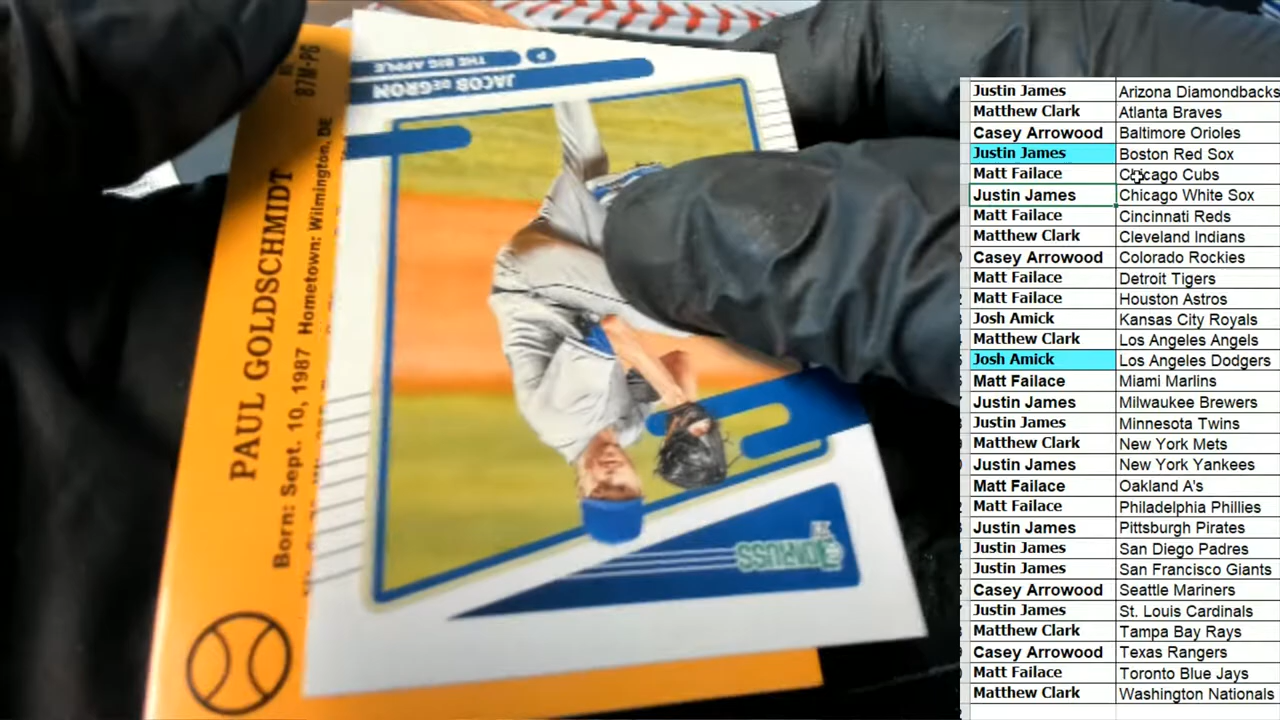 THE BIG APPLE
P
JACOB DEGROM
DONRUSS
87M-PG
PAUL GOLDSCHMIDT
Born: Sept. 10, 1987 Hometown: Wilmington, DE
Justin James Arizona Diamondbacks
Matthew Clark Atlanta Braves
Casey Arrowood Baltimore Orioles
Justin James Boston Red Sox
Matt Failace Chicago Cubs
Justin James Chicago White Sox
Matt Failace Cincinnati Reds
Matthew Clark Cleveland Indians
Casey Arrowood Colorado Rockies
Matt Failace Detroit Tigers
Matt Failace Houston Astros
Josh Amick Kansas City Royals
Matthew Clark Los Angeles Angels
Josh Amick Los Angeles Dodgers
Matt Failace Miami Marlins
Justin James Milwaukee Brewers
Justin James Minnesota Twins
Matthew Clark New York Mets
Justin James New York Yankees
Matt Failace Oakland A's
Matt Failace Philadelphia Phillies
Justin James Pittsburgh Pirates
Justin James San Diego Padres
Justin James San Francisco Giants
Casey Arrowood Seattle Mariners
Justin James St. Louis Cardinals
Matthew Clark Tampa Bay Rays
Casey Arrowood Texas Rangers
Matt Failace Toronto Blue Jays
Matthew Clark Washington Nationals